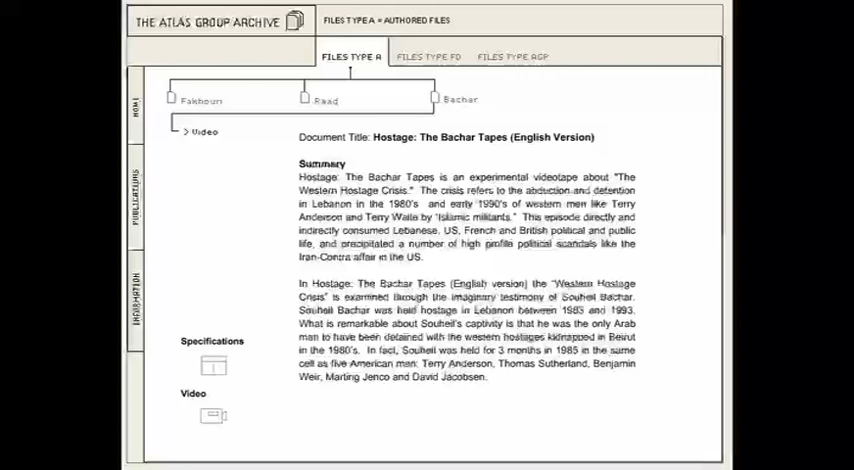 THE ATLAS GROUP ARCHIVE
FILES TYPE A = AUTHORED FILES
FILES TYPE A
FILES TYPE FD
FILES TYPE AGP
HOME
PUBLICATIONS
INFORMATION
Fakhouri
Raad
Bachar
> Video
Document Title: Hostage: The Bachar Tapes (English Version)
Summary
Hostage: The Bachar Tapes is an experimental videotape about "The
Western Hostage Crisis." The crisis refers to the abduction and detention
in Lebanon in the 1980's and early 1990's of western men like Terry
Anderson and Terry Waite by "Islamic militants." This episode directly and
indirectly consumed Lebanese, US, French and British political and public
life, and precipitated a number of high profile political scandals like the
Iran-Contra affair in the US.
In Hostage: The Bachar Tapes (English version) the "Western Hostage
Crisis" is examined through the imaginary testimony of Souheil Bachar.
Souheil Bachar was held hostage in Lebanon between 1983 and 1993.
What is remarkable about Souheil's captivity is that he was the only Arab
man to have been detained with the western hostages kidnapped in Beirut
in the 1980's. In fact, Souheil was held for 3 months in 1985 in the same
cell as five American men: Terry Anderson, Thomas Sutherland, Benjamin
Weir, Marting Jenco and David Jacobsen.
Specifications
Video